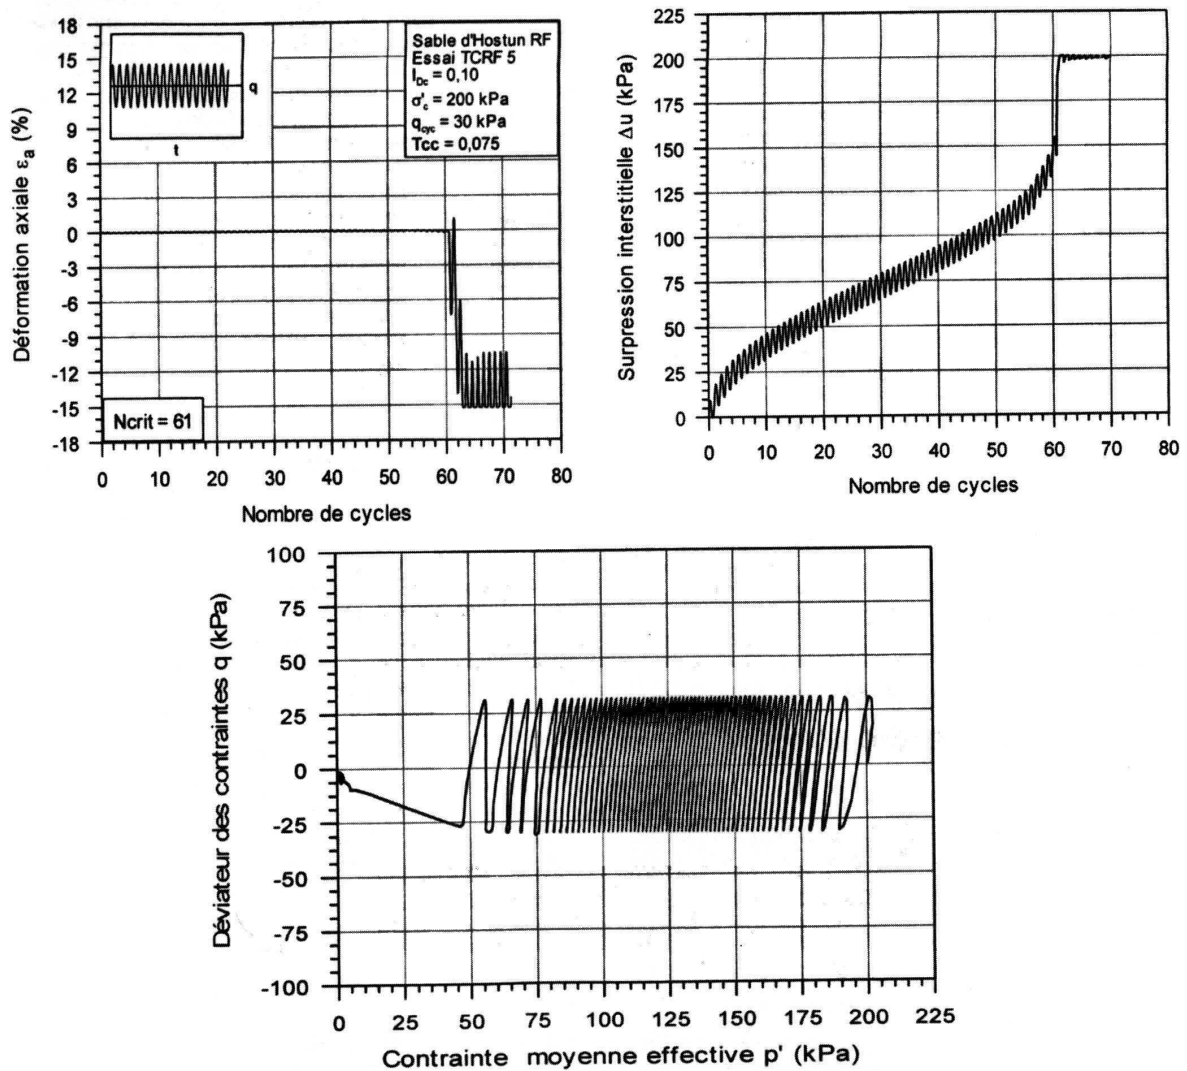 Déformation axiale εa (%)
18
15
12
9
6
3
0
-3
-6
-9
-12
-15
-18
q
t
Sable d'Hostun RF
Essai TCRF 5
IDc = 0,10
σ'c = 200 kPa
qcyc = 30 kPa
Tcc = 0,075
Ncrit = 61
0 10 20 30 40 50 60 70 80
Nombre de cycles
Surpression interstitielle Δu (kPa)
225
200
175
150
125
100
75
50
25
0
0 10 20 30 40 50 60 70 80
Nombre de cycles
Déviateur des contraintes q (kPa)
100
75
50
25
0
-25
-50
-75
-100
0 25 50 75 100 125 150 175 200 225
Contrainte moyenne effective p' (kPa)